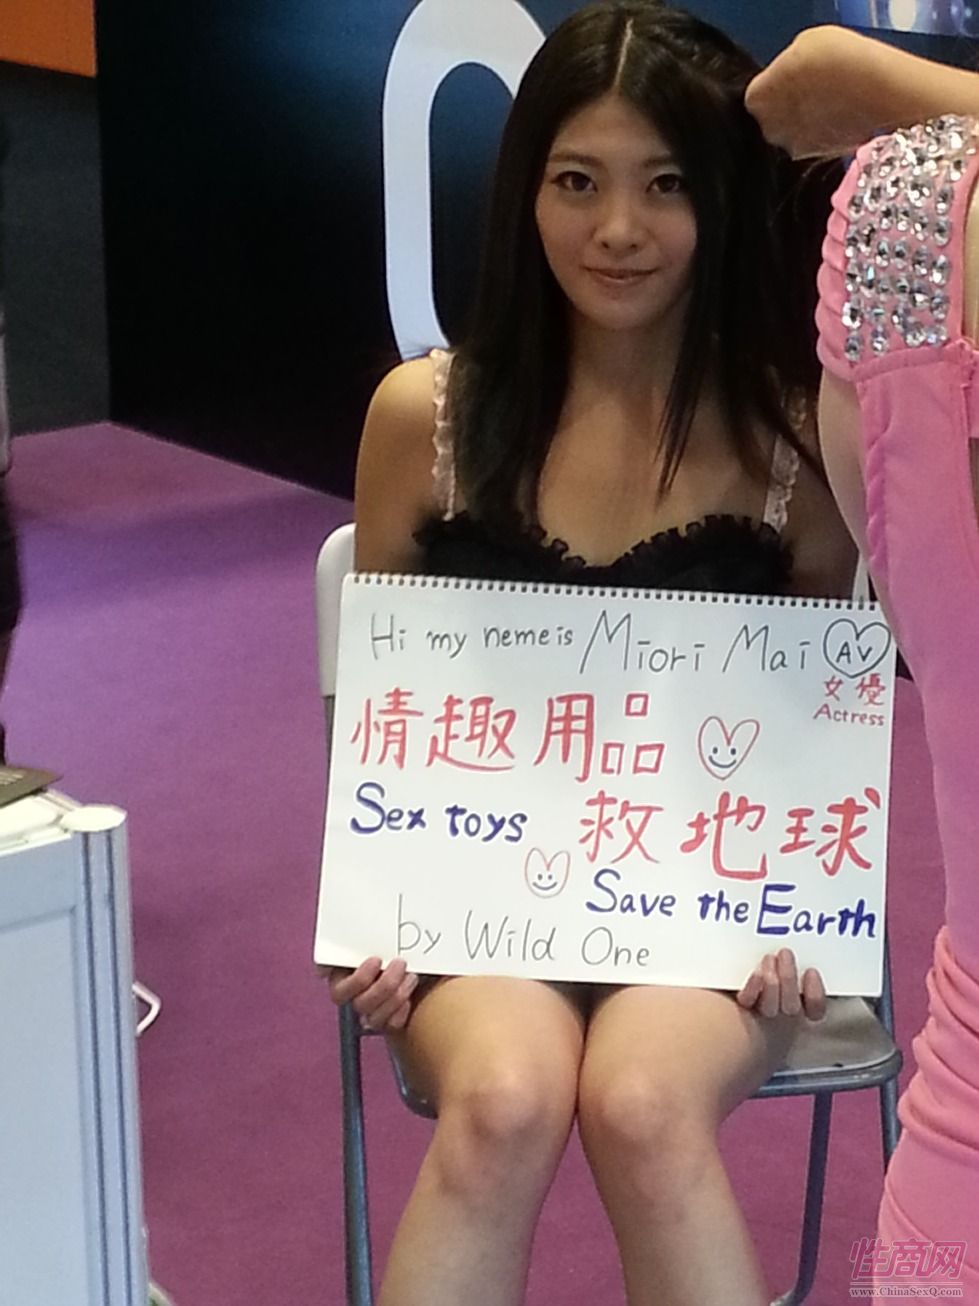 Hi my neme is Miori Mai AV
女優
Actress
情趣用品
Sex toys
救地球
Save the Earth
by Wild One
性商网
www.ChinaSexQ.com